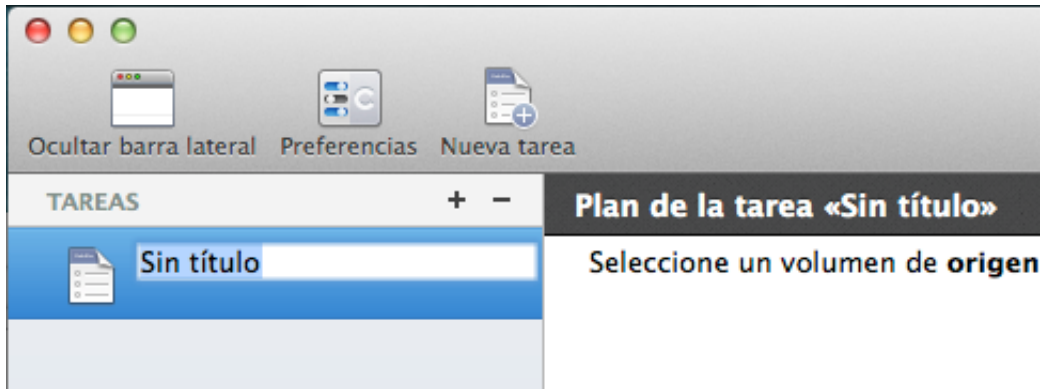 Ocultar barra lateral Preferencias Nueva tarea
TAREAS + −
Plan de la tarea «Sin título»
Sin título
Seleccione un volumen de origen